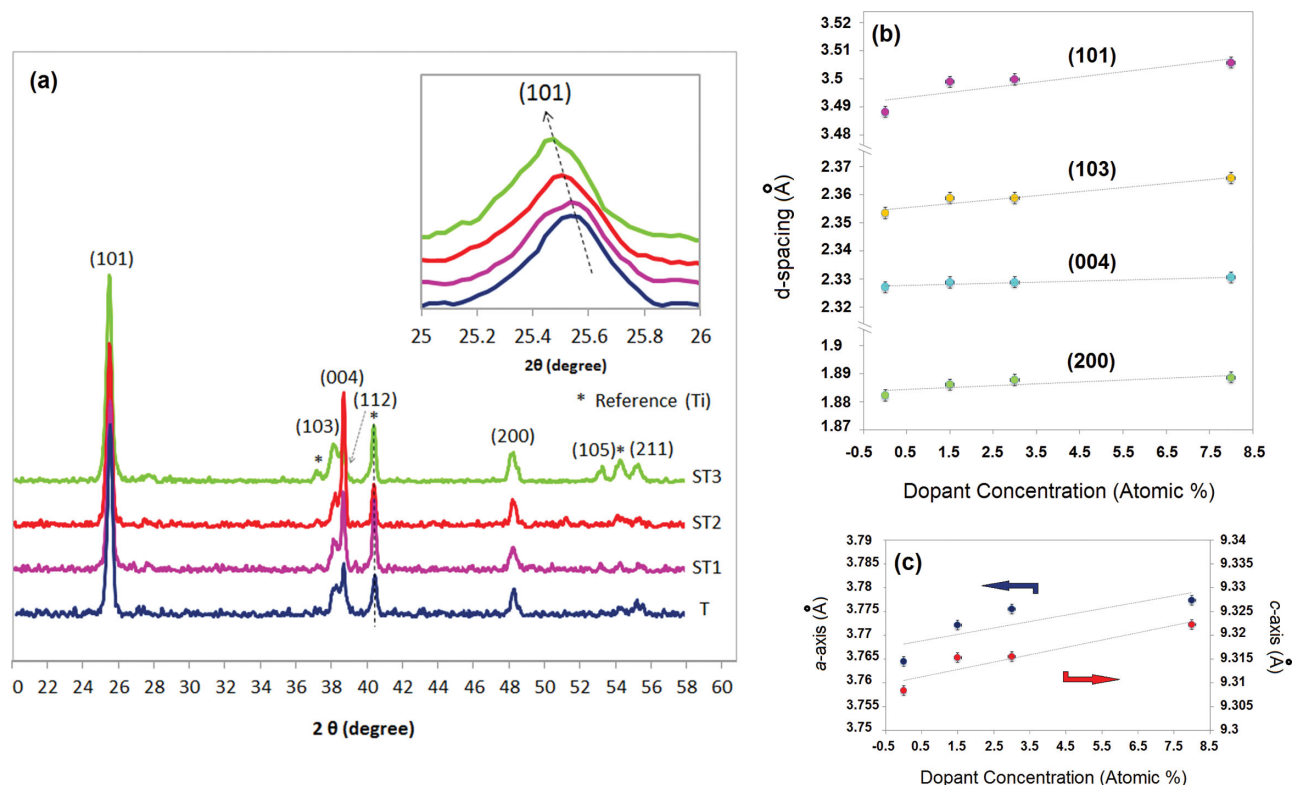 (a)
(101)
(103)
(004)
(112)
*
*
* Reference (Ti)
(200)
(105)
*
(211)
ST3
ST2
ST1
T
0 22 24 26 28 30 32 34 36 38 40 42 44 46 48 50 52 54 56 58 60
2 θ (degree)
(101)
25 25.2 25.4 25.6 25.8 26
2θ (degree)
(b)
3.52
3.51
3.5
3.49
3.48
2.37
2.36
2.35
2.34
2.33
2.32
1.9
1.89
1.88
1.87
d-spacing (Å)
(101)
(103)
(004)
(200)
-0.5 0.5 1.5 2.5 3.5 4.5 5.5 6.5 7.5 8.5
Dopant Concentration (Atomic %)
(c)
3.79
3.785
3.78
3.775
3.77
3.765
3.76
3.755
3.75
a-axis (Å)
9.34
9.335
9.33
9.325
9.32
9.315
9.31
9.305
9.3
c-axis (Å)
-0.5 0.5 1.5 2.5 3.5 4.5 5.5 6.5 7.5 8.5
Dopant Concentration (Atomic %)